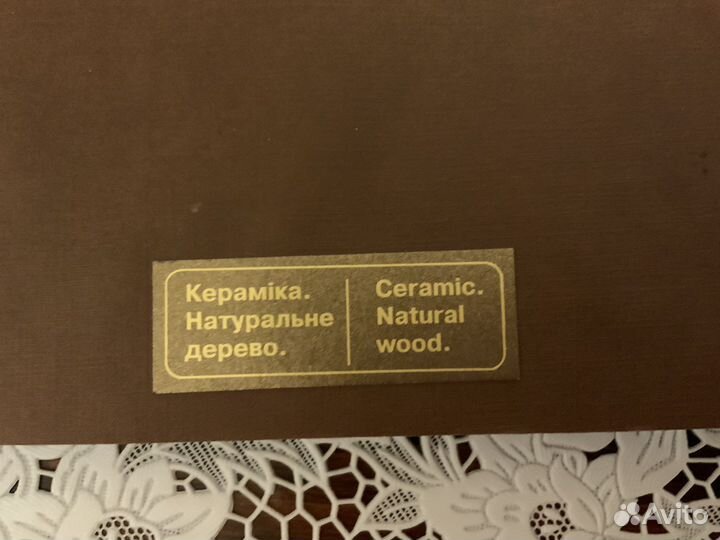 Кераміка.
Натуральне
дерево.
Ceramic.
Natural
wood.
Avito